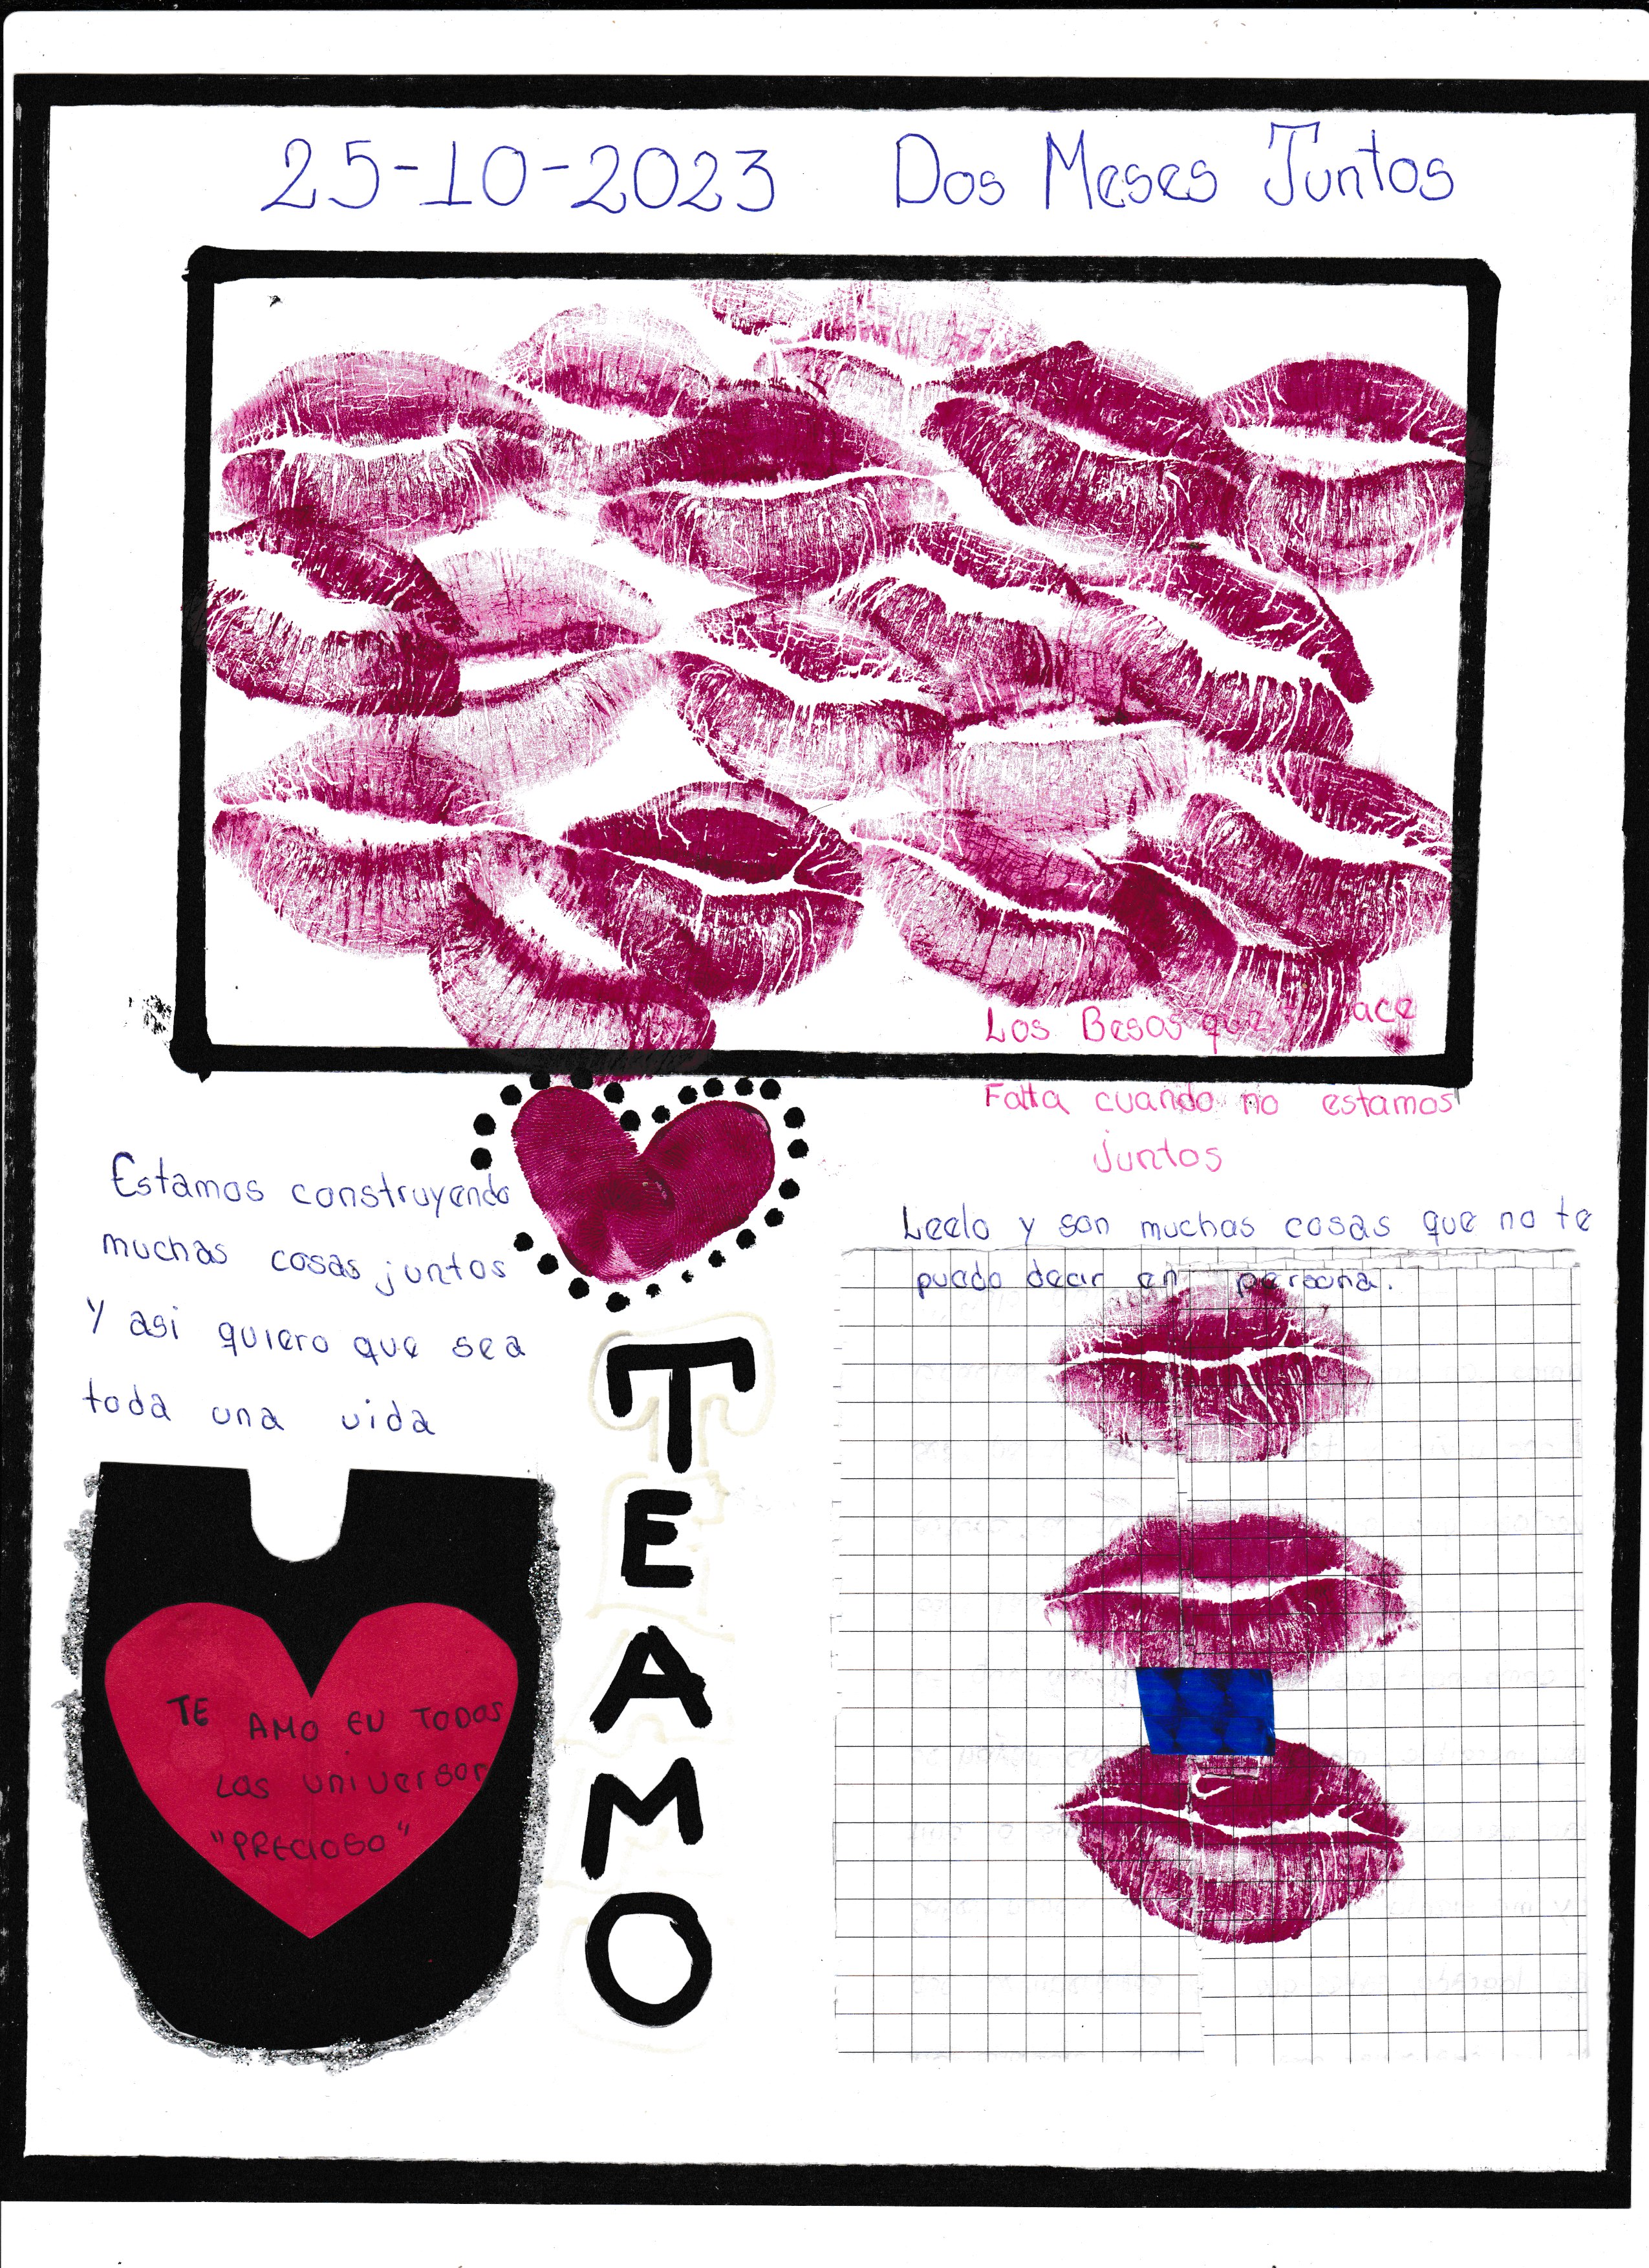 25-10-2023 Dos Meses Juntos
Los Besos que ace
Falta cuando no estamos
juntos
Estamos construyendo
muchas cosas juntos
Y asi quiero que sea
toda una vida
Leelo y son muchas cosas que no te
puedo decir en persona.
TE AMO
TE AMO EN TODOS
LOS UNIVERSOS
"PRECIOSO"